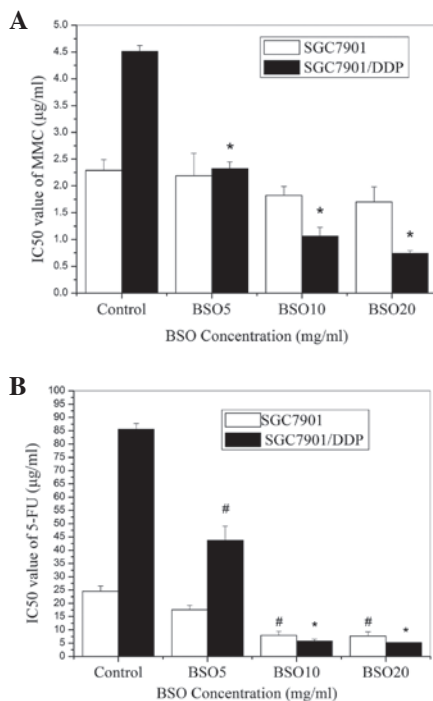 A
IC50 value of MMC (µg/ml)
5.0
4.5
4.0
3.5
3.0
2.5
2.0
1.5
1.0
0.5
0.0
SGC7901
SGC7901/DDP
*
*
*
Control BSO5 BSO10 BSO20
BSO Concentration (mg/ml)
B
IC50 value of 5-FU (µg/ml)
100
95
90
85
80
75
70
65
60
55
50
45
40
35
30
25
20
15
10
5
0
SGC7901
SGC7901/DDP
#
# * # *
Control BSO5 BSO10 BSO20
BSO Concentration (mg/ml)